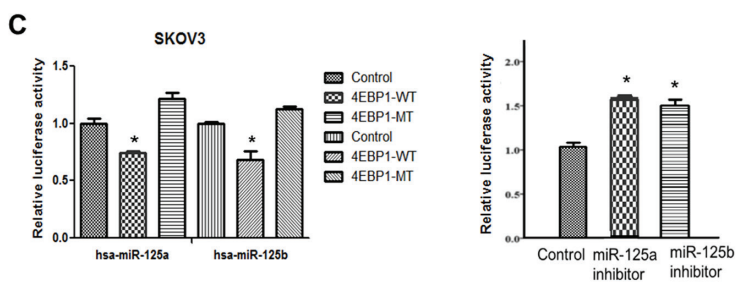 C
SKOV3
Relative luciferase activity
1.5
1.0
0.5
0.0
hsa-miR-125a
hsa-miR-125b
*
*
Control
4EBP1-WT
4EBP1-MT
Control
4EBP1-WT
4EBP1-MT
Relative luciferase activity
2.0
1.5
1.0
0.5
0.0
*
*
Control miR-125a miR-125b
inhibitor inhibitor